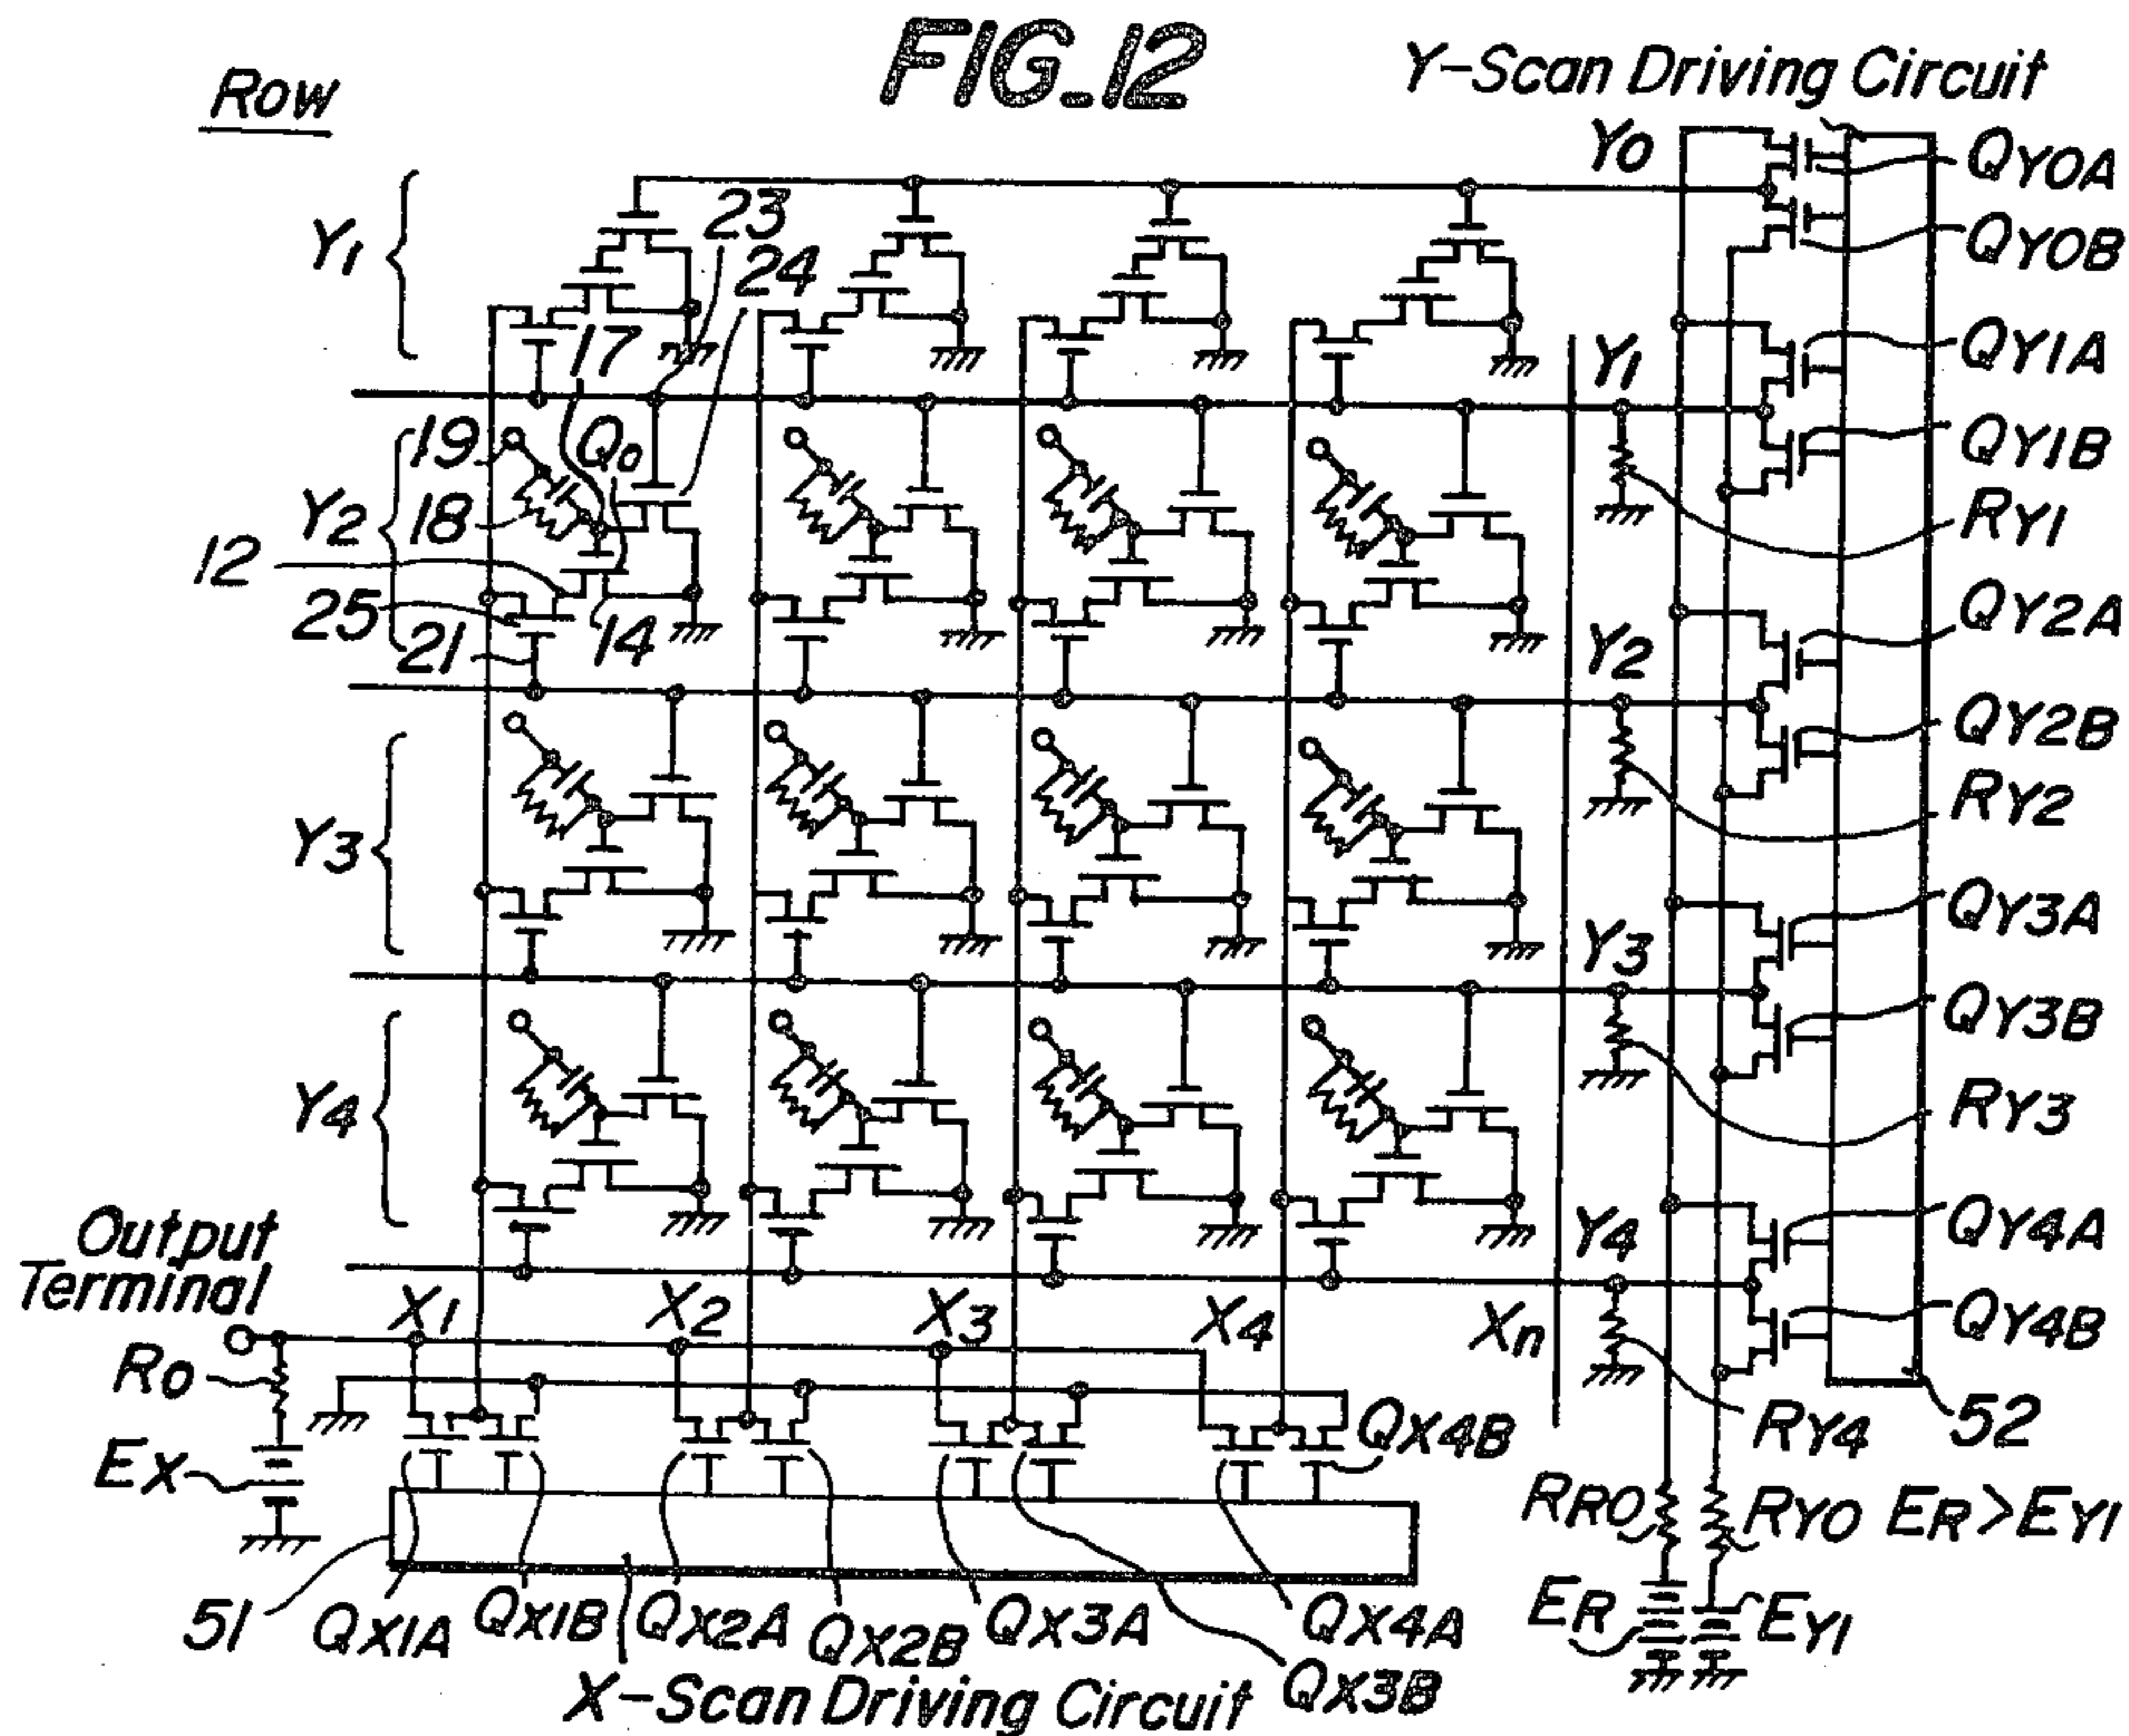 FIG_12
Row
Y-Scan Driving Circuit
Y0
QY0A
QY0B
Y1
23
24
17
Y1
QY1A
QY1B
RY1
19
Q0
Y2
18
12
25
21
14
Y2
QY2A
QY2B
RY2
Y3
Y3
QY3A
QY3B
RY3
Y4
Y4
QY4A
QY4B
RY4
52
Output
Terminal
X1
X2
X3
X4
Xn
R0
EX
QX4B
RR0
RY0
ER>EY1
51
QX1A
QX1B
QX2A
QX2B
QX3A
QX3B
QX4A
ER
EY1
X-Scan Driving Circuit